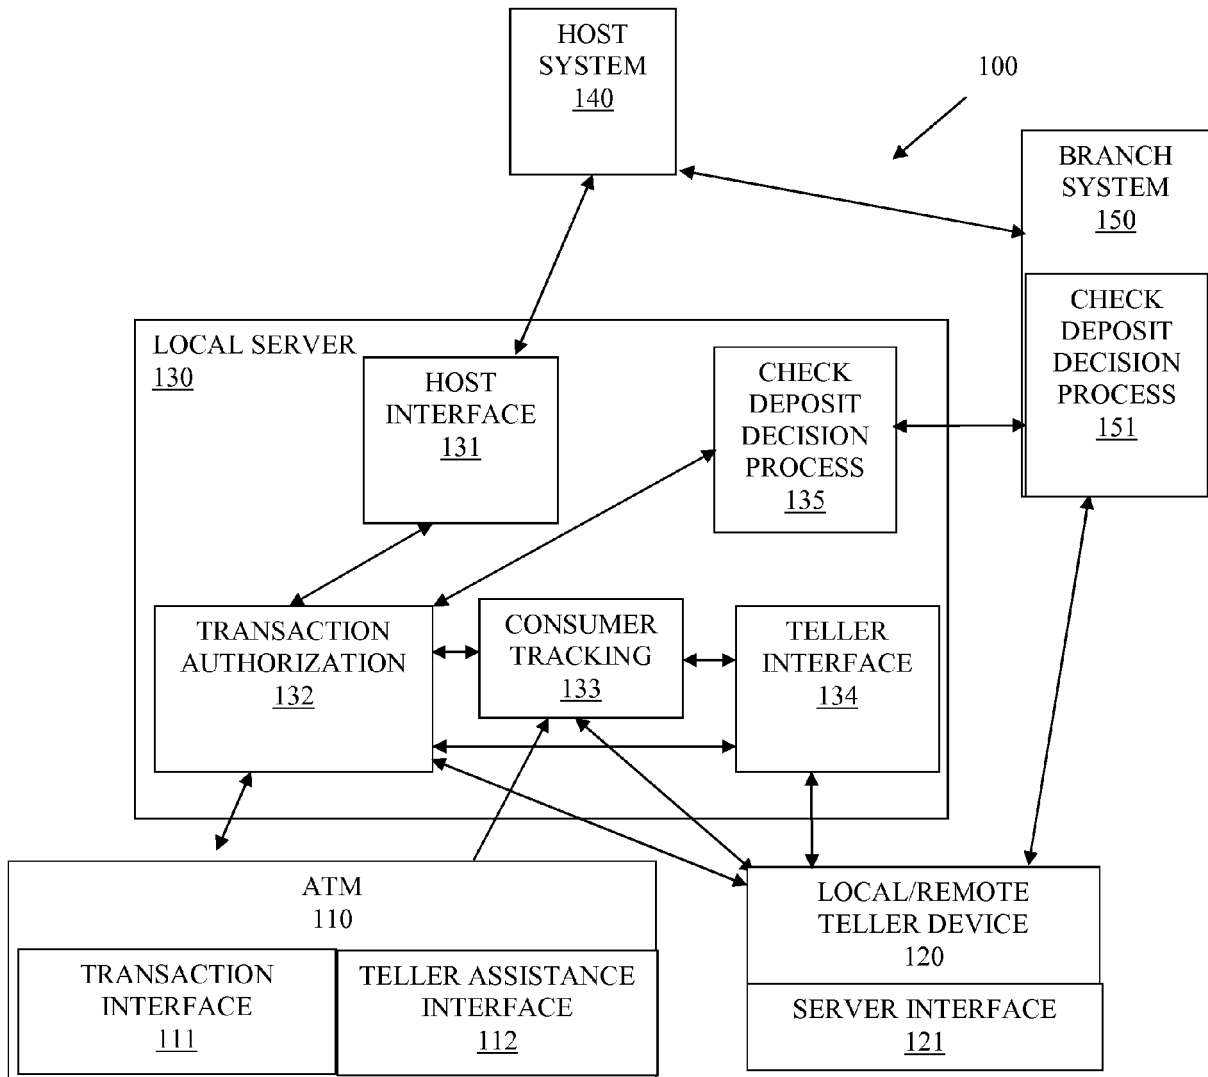 HOST
SYSTEM
140
100
BRANCH
SYSTEM
150
CHECK
DEPOSIT
DECISION
PROCESS
151
LOCAL SERVER
130
HOST
INTERFACE
131
CHECK
DEPOSIT
DECISION
PROCESS
135
TRANSACTION
AUTHORIZATION
132
CONSUMER
TRACKING
133
TELLER
INTERFACE
134
ATM
110
TRANSACTION
INTERFACE
111
TELLER ASSISTANCE
INTERFACE
112
LOCAL/REMOTE
TELLER DEVICE
120
SERVER INTERFACE
121